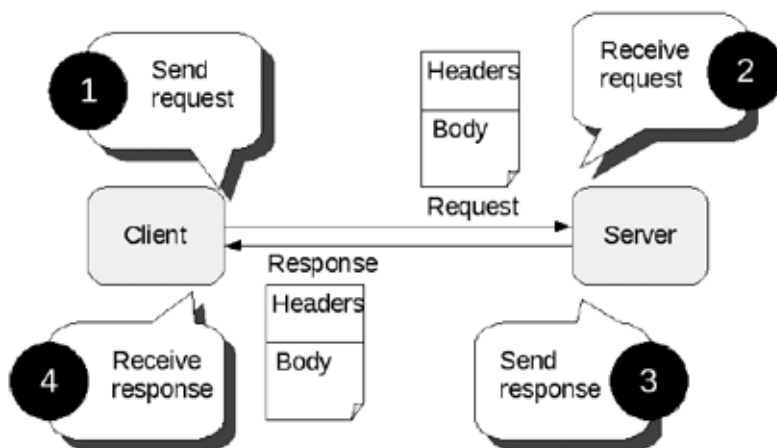 1
Send
request
Headers
Body
Request
Receive
request
2
Client
Server
Response
Headers
Body
4
Receive
response
Send
response
3